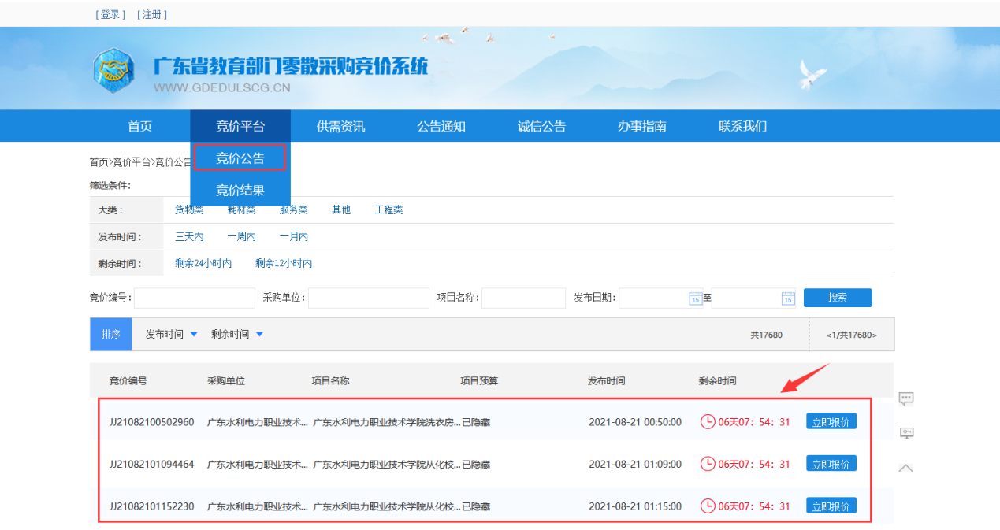 [登录] [注册]
广东省教育部门零散采购竞价系统
WWW.GDEDULSCG.CN
首页 竞价平台 供需资讯 公告通知 诚信公告 办事指南 联系我们
竞价公告
竞价结果
首页>竞价平台>竞价公告
筛选条件:
大类: 货物类 耗材类 服务类 其他 工程类
发布时间: 三天内 一周内 一月内
剩余时间: 剩余24小时内 剩余12小时内
竞价编号: 采购单位: 项目名称: 发布日期: 15 至 15 搜索
排序 发布时间 剩余时间 共17680 <1/共17680>
竞价编号 采购单位 项目名称 项目预算 发布时间 剩余时间
JJ21082100502960 广东水利电力职业技术... 广东水利电力职业技术学院洗衣房... 已隐藏 2021-08-21 00:50:00 06天07: 54: 31 立即报价
JJ21082101094464 广东水利电力职业技术... 广东水利电力职业技术学院从化校... 已隐藏 2021-08-21 01:09:00 06天07: 54: 31 立即报价
JJ21082101152230 广东水利电力职业技术... 广东水利电力职业技术学院从化校... 已隐藏 2021-08-21 01:15:00 06天07: 54: 31 立即报价